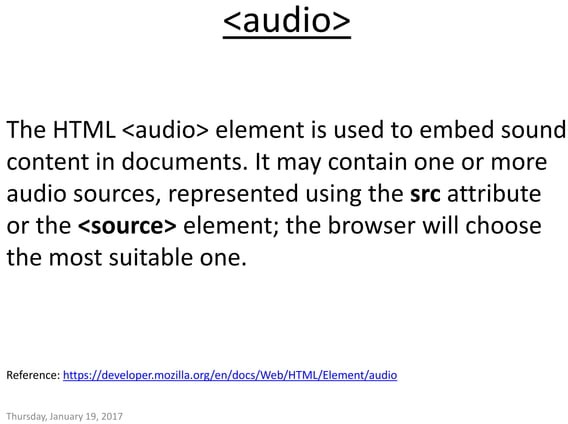 <audio>
The HTML <audio> element is used to embed sound
content in documents. It may contain one or more
audio sources, represented using the src attribute
or the <source> element; the browser will choose
the most suitable one.
Reference: https://developer.mozilla.org/en/docs/Web/HTML/Element/audio
Thursday, January 19, 2017